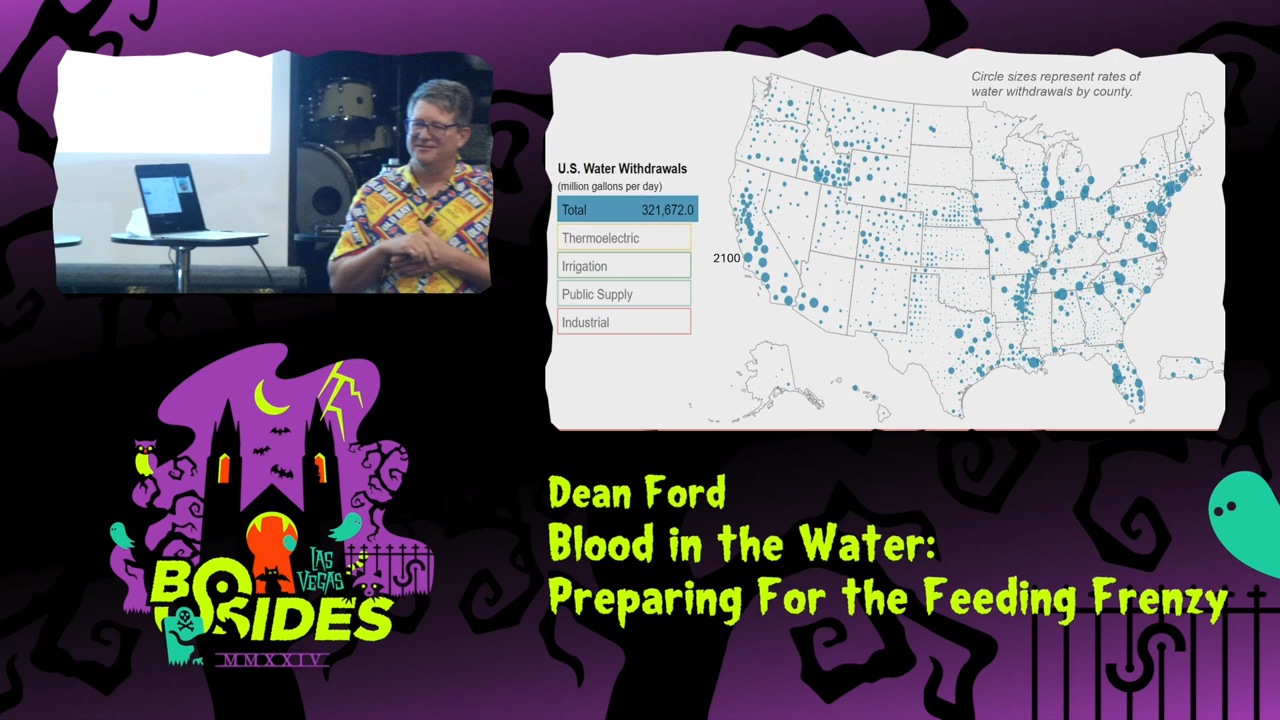 Circle sizes represent rates of
water withdrawals by county.
U.S. Water Withdrawals
(million gallons per day)
Total 321,672.0
Thermoelectric
Irrigation
Public Supply
Industrial
2100
LAS
VEGAS
BSIDES
MMXXIV
Dean Ford
Blood in the Water:
Preparing For the Feeding Frenzy